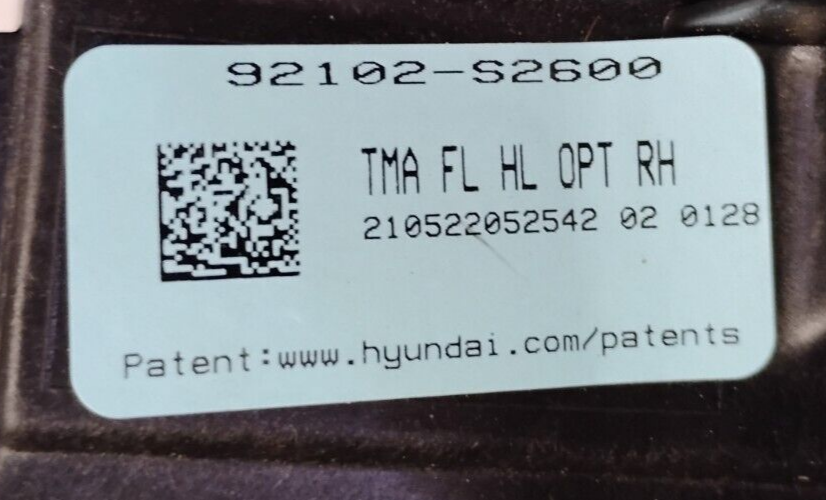 92102-S2600
TMA FL HL OPT RH
210522052542 02 0128
Patent:www.hyundai.com/patents